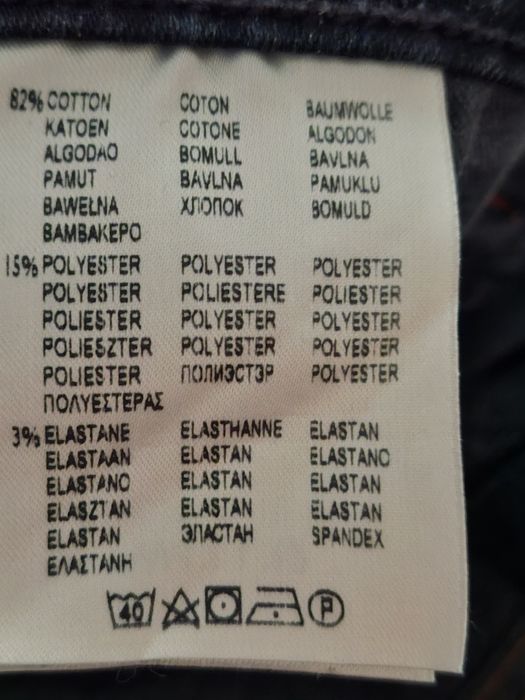 82% COTTON COTON BAUMWOLLE
KATOEN COTONE ALGODON
ALGODAO BOMULL BAVLNA
PAMUT BAVLNA PAMUKLU
BAWEŁNA ХЛОПОК BOMULD
ΒΑΜΒΑΚΕΡΟ
15% POLYESTER POLYESTER POLYESTER
POLYESTER POLIESTERE POLIESTER
POLIESTER POLYESTER POLYESTER
POLIESZTER POLYESTER POLYESTER
POLIESTER ПОЛИЭСТЭР POLYESTER
ΠΟΛΥΕΣΤΕΡΑΣ
3% ELASTANE ELASTHANNE ELASTAN
ELASTAAN ELASTAN ELASTANO
ELASTANO ELASTAN ELASTAN
ELASZTAN ELASTAN ELASTAN
ELASTAN ЭЛАСТАН SPANDEX
ΕΛΑΣΤΑΝΗ
40 P